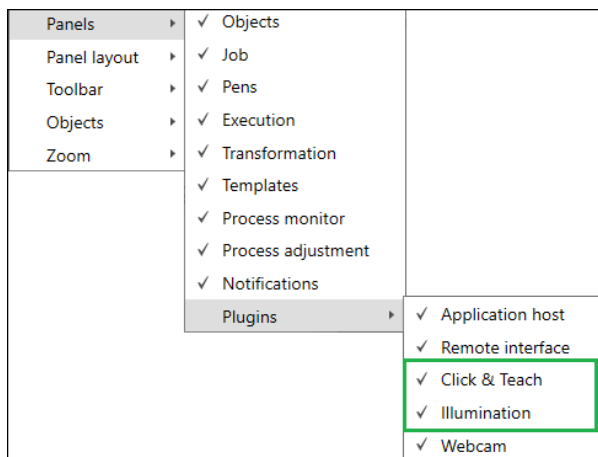 Panels
Panel layout
Toolbar
Objects
Zoom
Objects
Job
Pens
Execution
Transformation
Templates
Process monitor
Process adjustment
Notifications
Plugins
Application host
Remote interface
Click & Teach
Illumination
Webcam